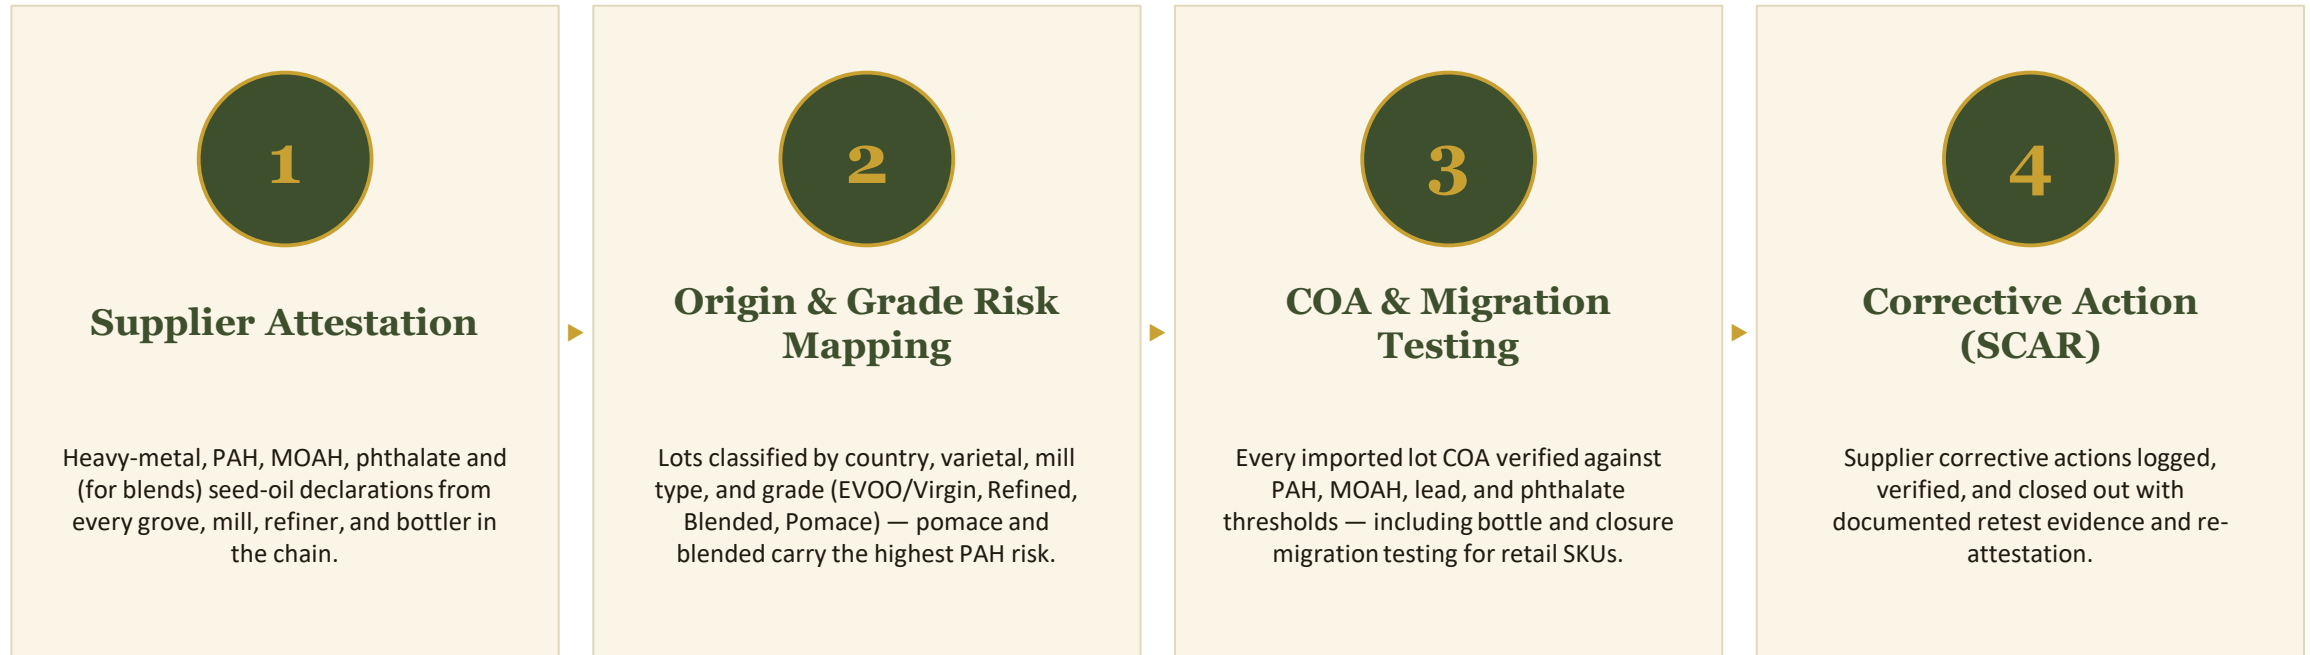 1
Supplier Attestation
Heavy-metal, PAH, MOAH, phthalate and
(for blends) seed-oil declarations from
every grove, mill, refiner, and bottler in
the chain.
2
Origin & Grade Risk
Mapping
Lots classified by country, varietal, mill
type, and grade (EVOO/Virgin, Refined,
Blended, Pomace) — pomace and
blended carry the highest PAH risk.
3
COA & Migration
Testing
Every imported lot COA verified against
PAH, MOAH, lead, and phthalate
thresholds — including bottle and closure
migration testing for retail SKUs.
4
Corrective Action
(SCAR)
Supplier corrective actions logged,
verified, and closed out with
documented retest evidence and re-
attestation.